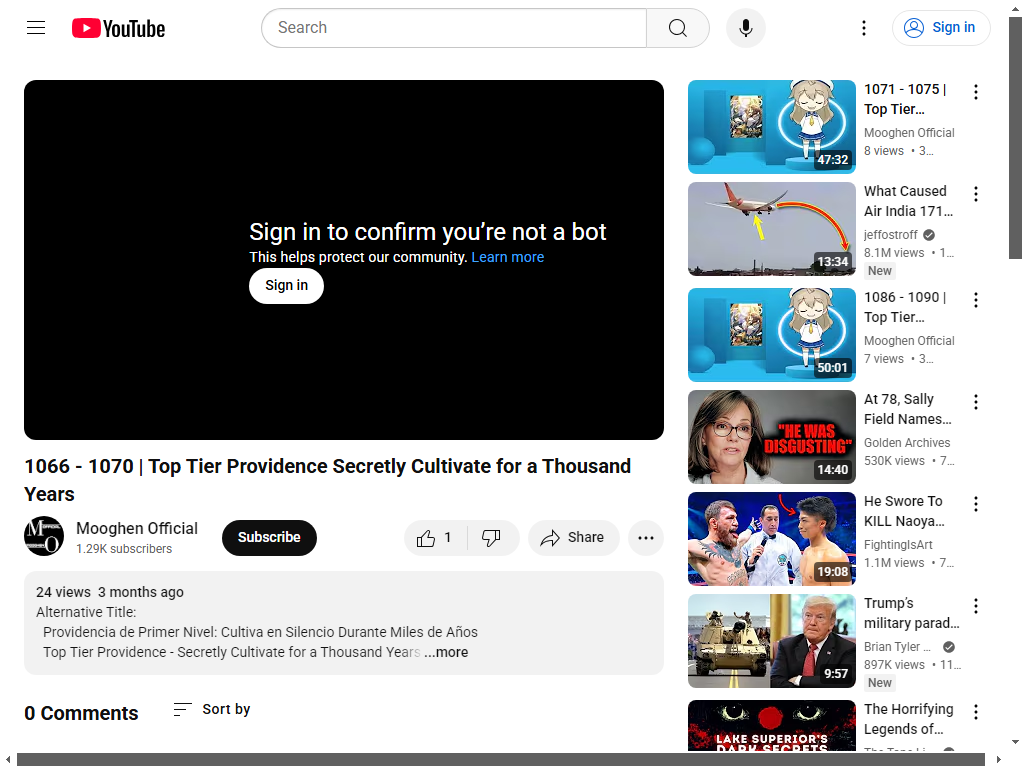 YouTube
Search
Sign in
Sign in to confirm you're not a bot
This helps protect our community. Learn more
Sign in
1066 - 1070 | Top Tier Providence Secretly Cultivate for a Thousand
Years
Mooghen Official
1.29K subscribers
Subscribe
1
Share
24 views 3 months ago
Alternative Title:
Providencia de Primer Nivel: Cultiva en Silencio Durante Miles de Años
Top Tier Providence - Secretly Cultivate for a Thousand Years ...more
0 Comments
Sort by
47:32
1071 - 1075 |
Top Tier...
Mooghen Official
8 views • 3...
13:34
What Caused
Air India 171...
jeffostroff
8.1M views • 1...
New
50:01
1086 - 1090 |
Top Tier...
Mooghen Official
7 views • 3...
"HE WAS
DISGUSTING"
14:40
At 78, Sally
Field Names...
Golden Archives
530K views • 7...
19:08
He Swore To
KILL Naoya...
FightingIsArt
1.1M views • 7...
9:57
Trump's
military parad...
Brian Tyler ...
897K views • 11...
New
LAKE SUPERIOR'S
DARK SECRETS
The Horrifying
Legends of...